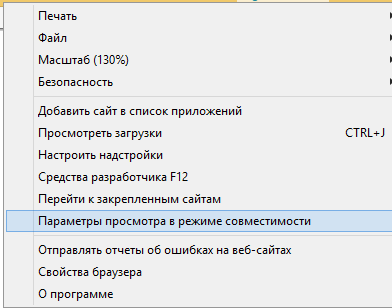 Печать
Файл
Масштаб (130%)
Безопасность
Добавить сайт в список приложений
Просмотреть загрузки CTRL+J
Настроить надстройки
Средства разработчика F12
Перейти к закрепленным сайтам
Параметры просмотра в режиме совместимости
Отправлять отчеты об ошибках на веб-сайтах
Свойства браузера
О программе